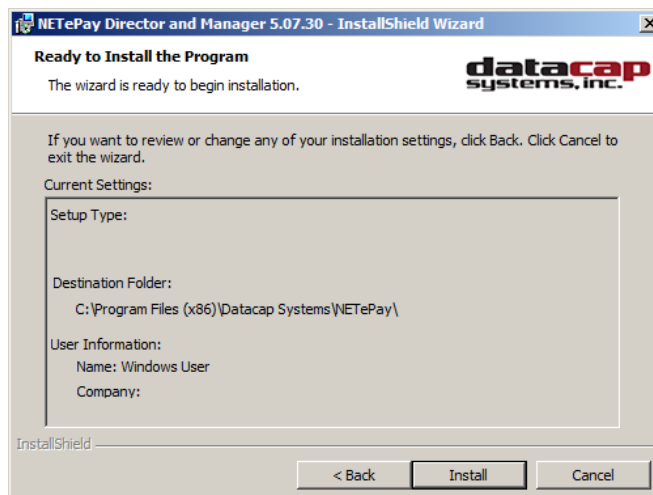 NETePay Director and Manager 5.07.30 - InstallShield Wizard
Ready to Install the Program
The wizard is ready to begin installation.
datacap
systems, inc.
If you want to review or change any of your installation settings, click Back. Click Cancel to
exit the wizard.
Current Settings:
Setup Type:
Destination Folder:
C:\Program Files (x86)\Datacap Systems\NETePay\
User Information:
Name: Windows User
Company:
InstallShield
< Back
Install
Cancel